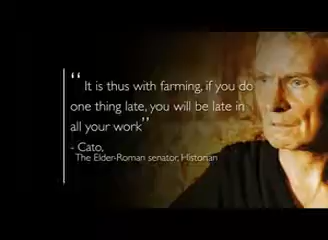 “ It is thus with farming, if you do
one thing late, you will be late in
all your work”
- Cato,
The Elder-Roman senator, Historian